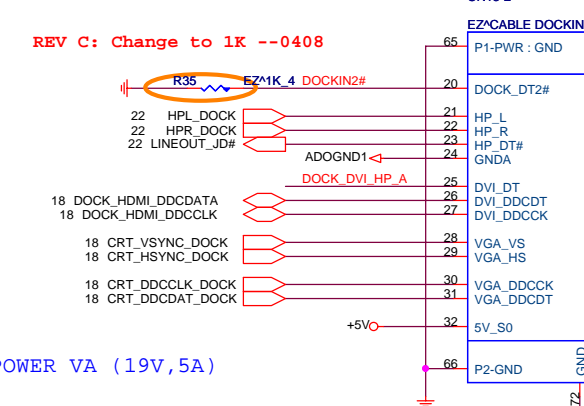 EZ^CABLE DOCKIN
REV C: Change to 1K --0408
65 P1-PWR : GND
R35 EZ^1K_4 DOCKIN2# 20 DOCK_DT2#
22 HPL_DOCK 21 HP_L
22 HPR_DOCK 22 HP_R
22 LINEOUT_JD# 23 HP_DT#
ADOGND1 24 GNDA
DOCK_DVI_HP_A 25 DVI_DT
18 DOCK_HDMI_DDCDATA 26 DVI_DDCDT
18 DOCK_HDMI_DDCCLK 27 DVI_DDCCK
18 CRT_VSYNC_DOCK 28 VGA_VS
18 CRT_HSYNC_DOCK 29 VGA_HS
18 CRT_DDCCLK_DOCK 30 VGA_DDCCK
18 CRT_DDCDAT_DOCK 31 VGA_DDCDT
+5V 32 5V_S0
POWER VA (19V,5A)
66 P2-GND
GND
72